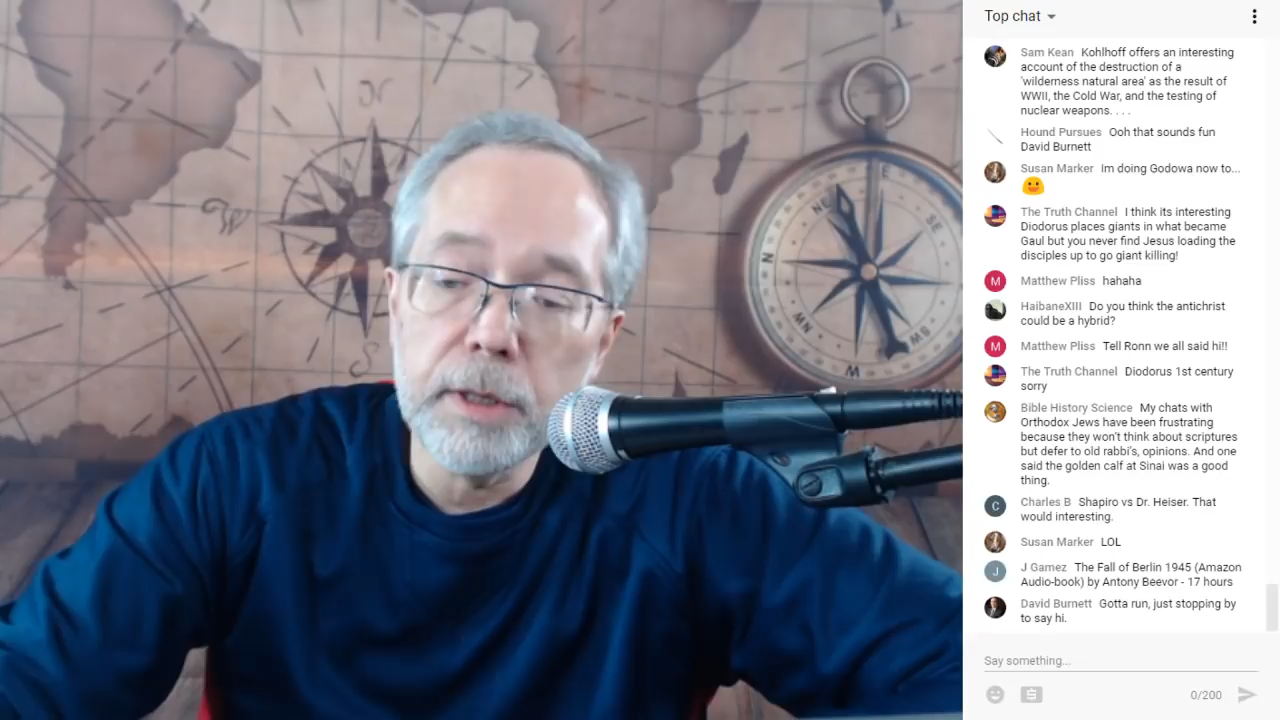 Top chat
Sam Kean Kohlhoff offers an interesting
account of the destruction of a
'wilderness natural area' as the result of
WWII, the Cold War, and the testing of
nuclear weapons. . . .
Hound Pursues Ooh that sounds fun
David Burnett
Susan Marker Im doing Godowa now to...
The Truth Channel I think its interesting
Diodorus places giants in what became
Gaul but you never find Jesus loading the
disciples up to go giant killing!
M Matthew Pliss hahaha
HaibaneXIII Do you think the antichrist
could be a hybrid?
M Matthew Pliss Tell Ronn we all said hi!!
The Truth Channel Diodorus 1st century
sorry
Bible History Science My chats with
Orthodox Jews have been frustrating
because they won't think about scriptures
but defer to old rabbi's, opinions. And one
said the golden calf at Sinai was a good
thing.
C Charles B Shapiro vs Dr. Heiser. That
would interesting.
Susan Marker LOL
J J Gamez The Fall of Berlin 1945 (Amazon
Audio-book) by Antony Beevor - 17 hours
David Burnett Gotta run, just stopping by
to say hi.
Say something...
0/200
N
W
S
N
NE
E
SE
SW
W
NW